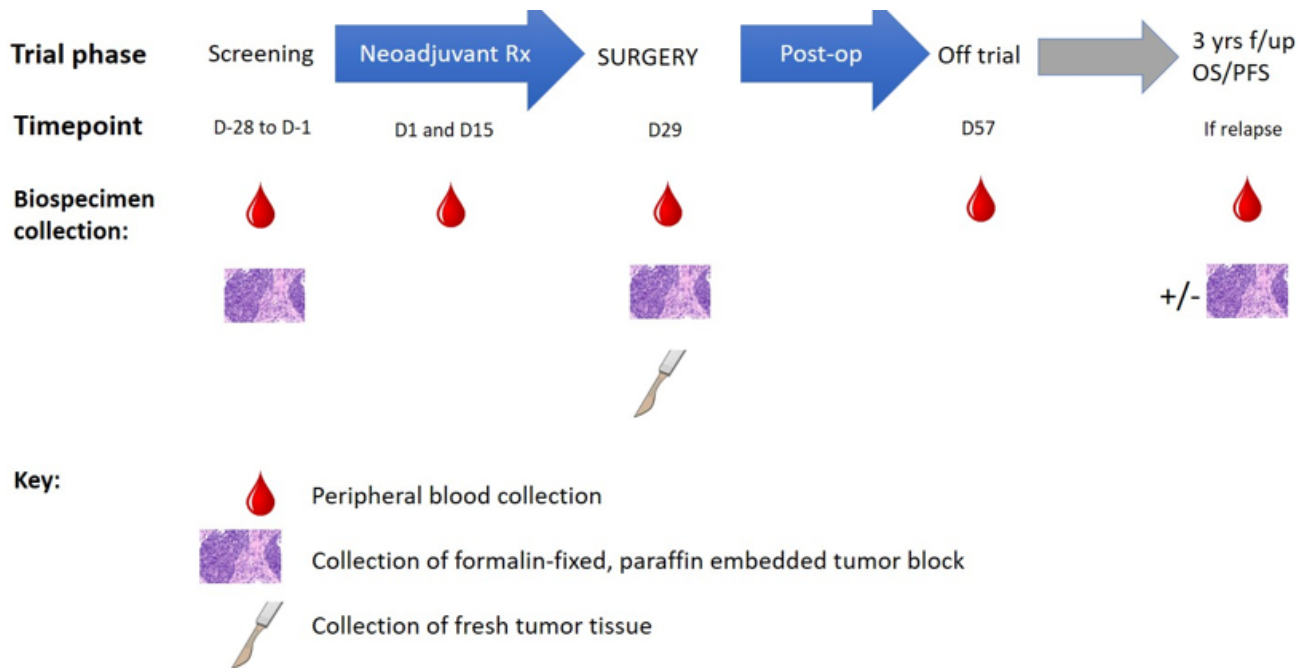 Trial phase Screening Neoadjuvant Rx SURGERY Post-op Off trial 3 yrs f/up
OS/PFS
Timepoint D-28 to D-1 D1 and D15 D29 D57 If relapse
Biospecimen
collection:
+/-
Key:
Peripheral blood collection
Collection of formalin-fixed, paraffin embedded tumor block
Collection of fresh tumor tissue